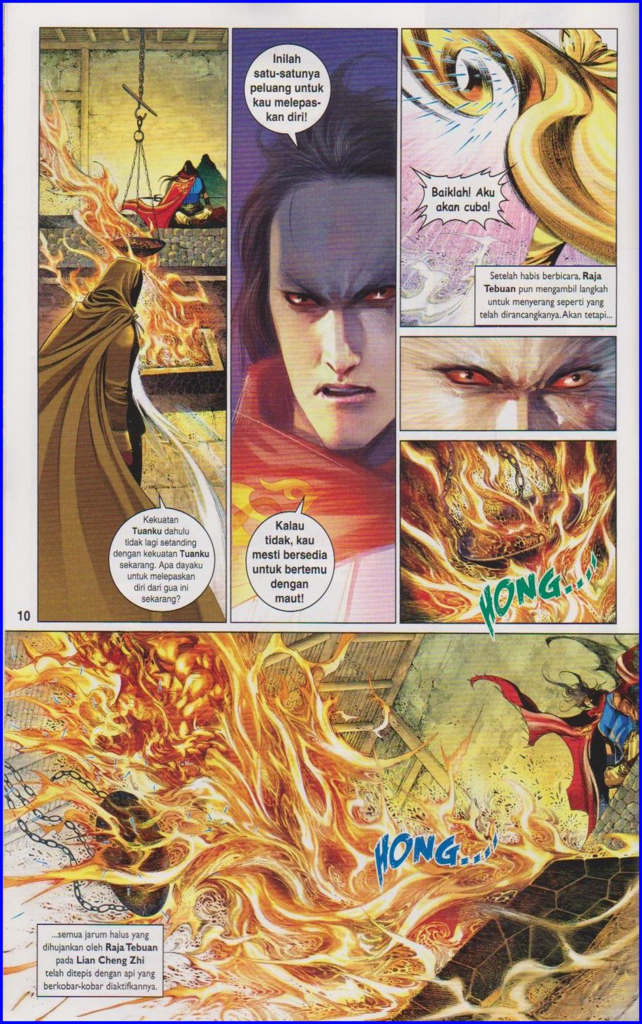 Inilah
satu-satunya
peluang untuk
kau melepas-
kan diri!
Baiklah! Aku
akan cuba!
Setelah habis berbicara, Raja
Tebuan pun mengambil langkah
untuk menyerang seperti yang
telah dirancangkanya. Akan tetapi...
Kekuatan
Tuanku dahulu
tidak lagi setanding
dengan kekuatan Tuanku
sekarang. Apa dayaku
untuk melepaskan
diri dari gua ini
sekarang?
Kalau
tidak, kau
mesti bersedia
untuk bertemu
dengan
maut!
HONG....
10
HONG....
...semua jarum halus yang
dihujankan oleh Raja Tebuan
pada Lian Cheng Zhi
telah ditepis dengan api yang
berkobar-kobar diaktifkannya.